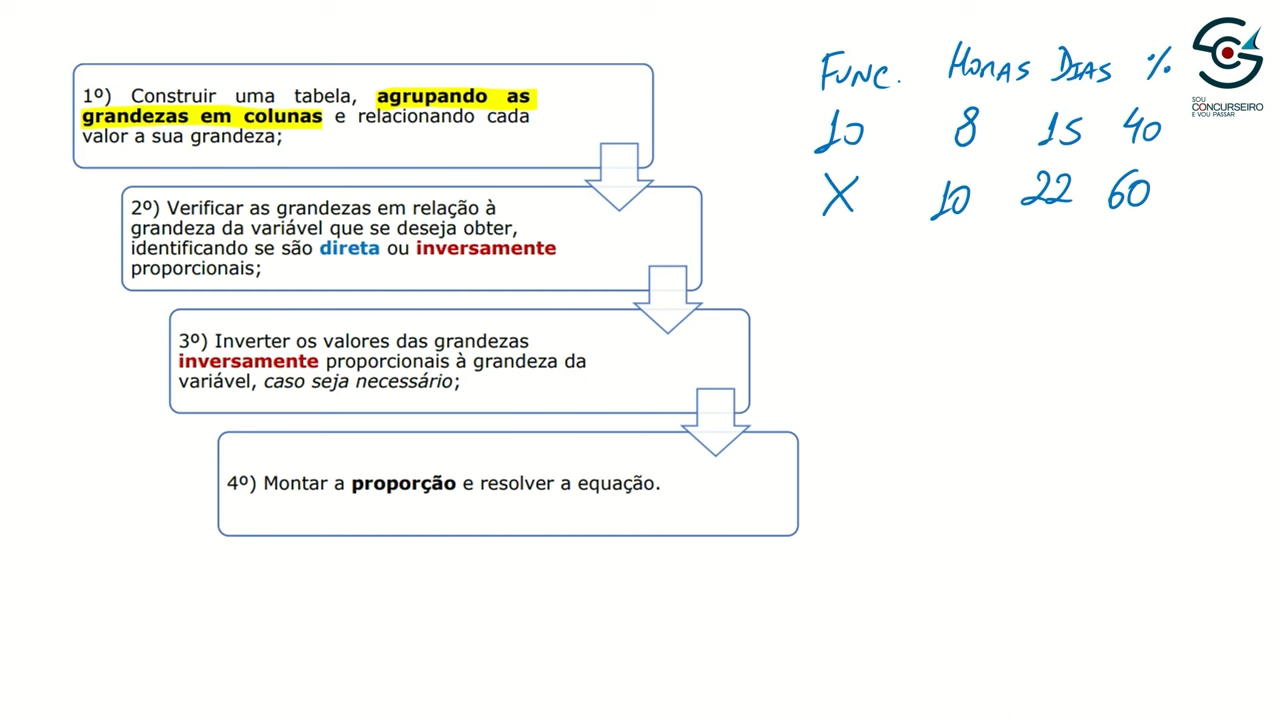 1º) Construir uma tabela, agrupando as
grandezas em colunas e relacionando cada
valor a sua grandeza;
2º) Verificar as grandezas em relação à
grandeza da variável que se deseja obter,
identificando se são direta ou inversamente
proporcionais;
3º) Inverter os valores das grandezas
inversamente proporcionais à grandeza da
variável, caso seja necessário;
4º) Montar a proporção e resolver a equação.
FUNC. HORAS DIAS %
10 8 15 40
X 10 22 60
SOU
CONCURSEIRO
E VOU PASSAR